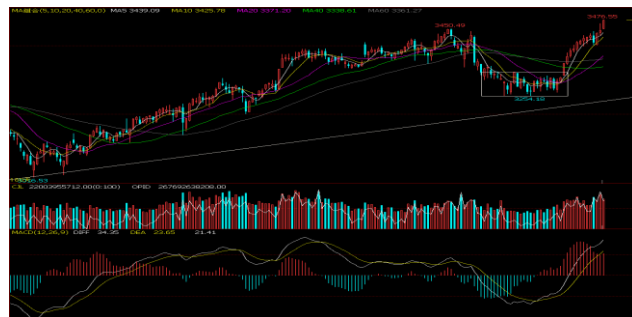 MA组合(5,10,20,40,60,0) MA5 3439.09 MA10 3425.78 MA20 3371.20 MA40 3338.61 MA60 3361.27
3476.55
3450.49
3254.18
CJL 22003955712.00(0:100) OPID 267692638208.00
MACD(12,26,9) DIFF 34.35 DEA 23.65 21.41